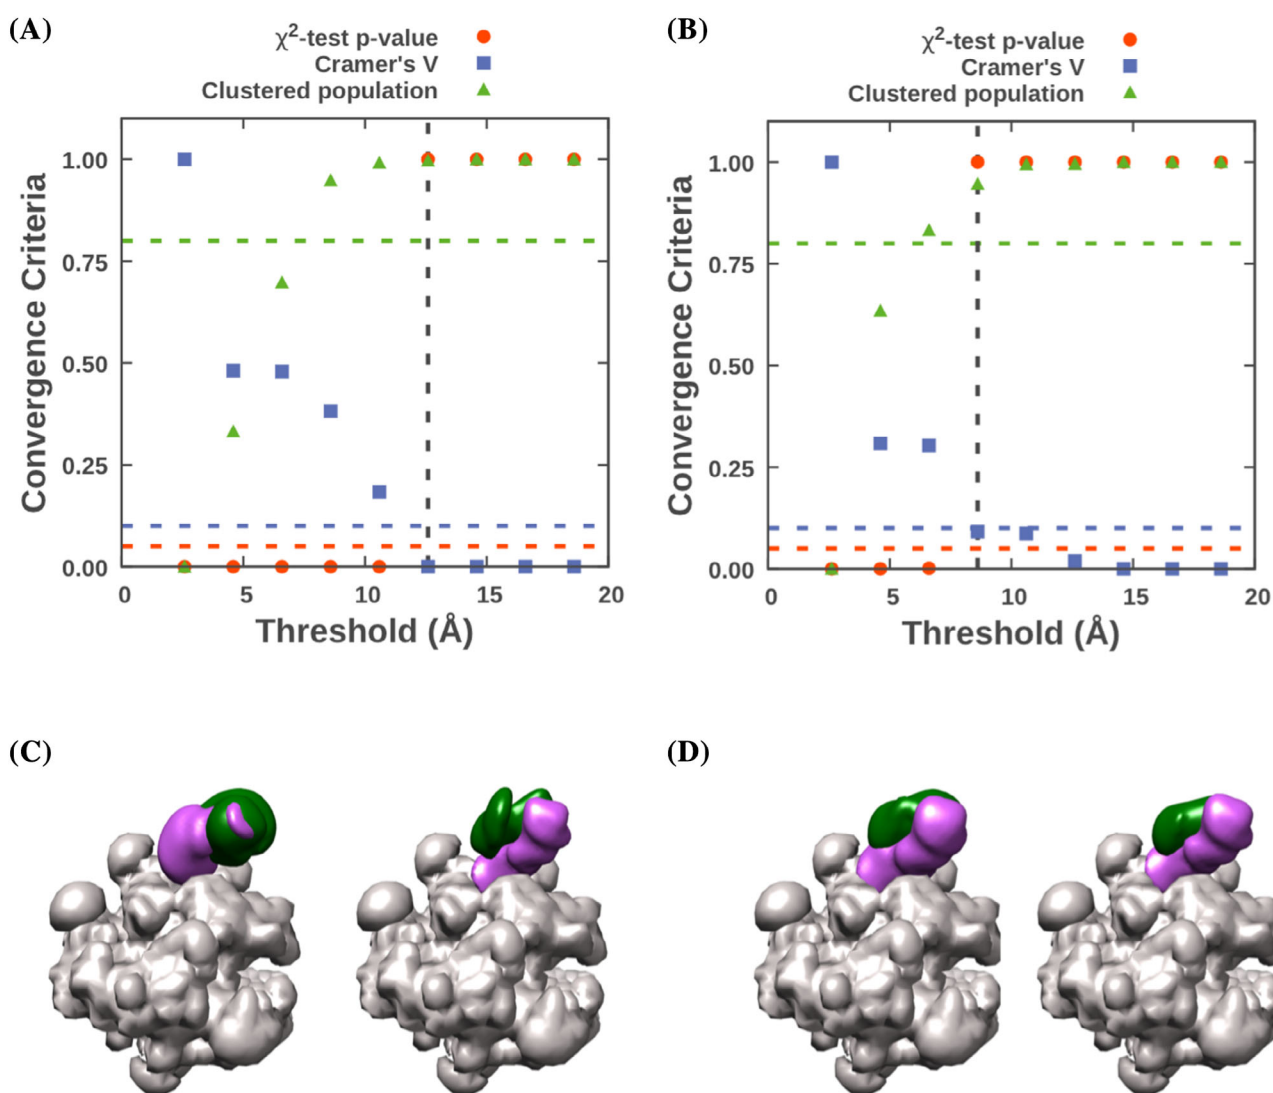 (A)
χ²-test p-value
Cramer's V
Clustered population
1.00
0.75
0.50
0.25
0.00
Convergence Criteria
0 5 10 15 20
Threshold (Å)
(B)
χ²-test p-value
Cramer's V
Clustered population
1.00
0.75
0.50
0.25
0.00
Convergence Criteria
0 5 10 15 20
Threshold (Å)
(C)
(D)